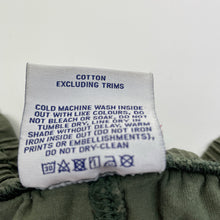 COTTON
EXCLUDING TRIMS
COLD MACHINE WASH INSIDE
OUT WITH LIKE COLOURS, DO
NOT BLEACH OR SOAK, DO NOT
TUMBLE DRY. LINE DRY IN
SHADE WITHOUT DELAY, WARM
IRON INSIDE OUT (DO NOT IRON
PRINTS OR EMBELLISHMENTS).
DO NOT DRY-CLEAN
30